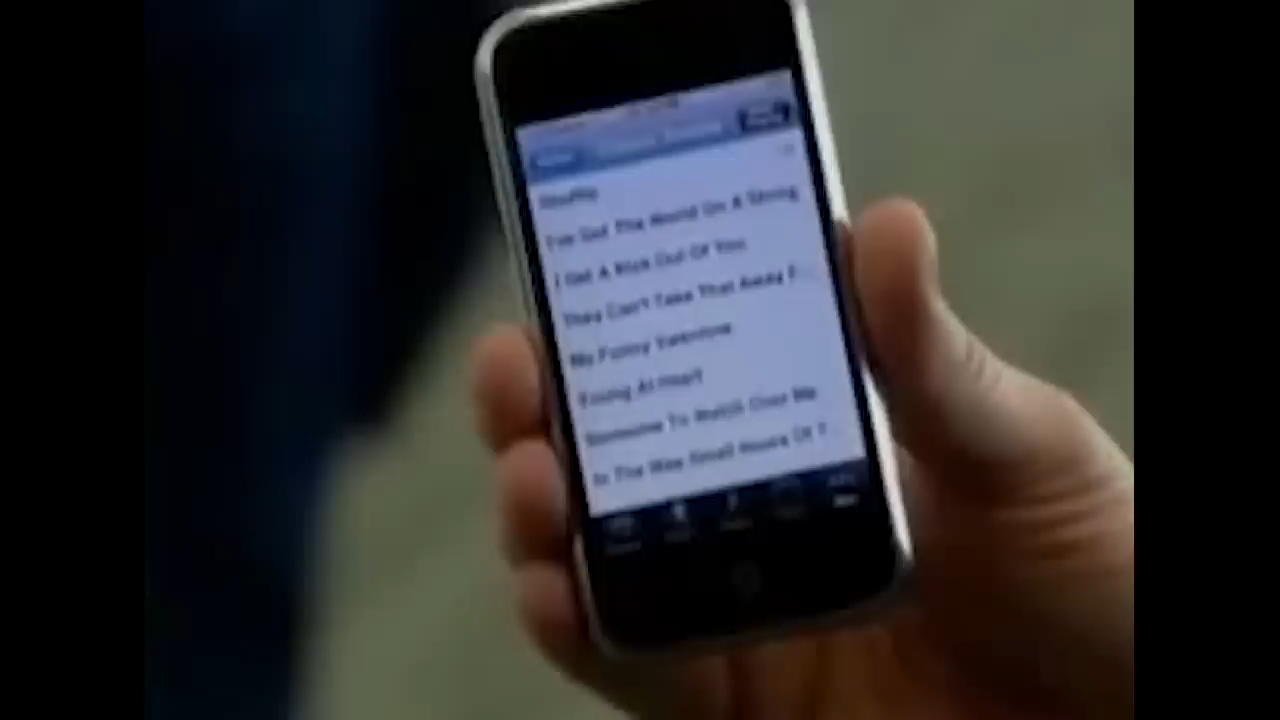 Shuffle
I've Got The World On A String
I Get A Kick Out Of You
They Can't Take That Away F...
My Funny Valentine
Young At Heart
Someone To Watch Over Me
In The Wee Small Hours Of T...